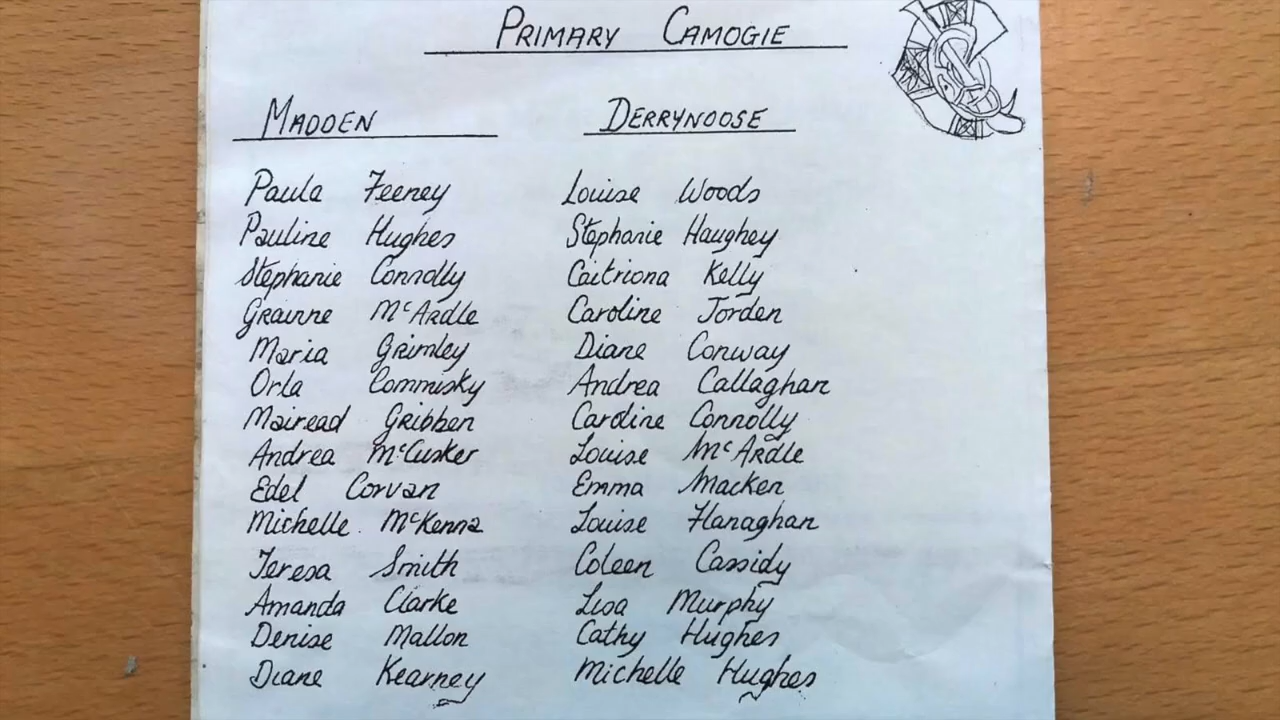 PRIMARY CAMOGIE
MADDEN DERRYNOOSE
Paula Feeney Louise Woods
Pauline Hughes Stephanie Haughey
Stephanie Connolly Caitriona Kelly
Grainne McArdle Caroline Jorden
Maria Grimley Diane Conway
Orla Commisky Andrea Callaghan
Mairead Gribben Caroline Connolly
Andrea McCusker Louise McArdle
Edel Corvan Emma Macken
Michelle McKenna Louise Flanaghan
Teresa Smith Coleen Cassidy
Amanda Clarke Lisa Murphy
Denise Mallon Cathy Hughes
Diane Kearney Michelle Hughes